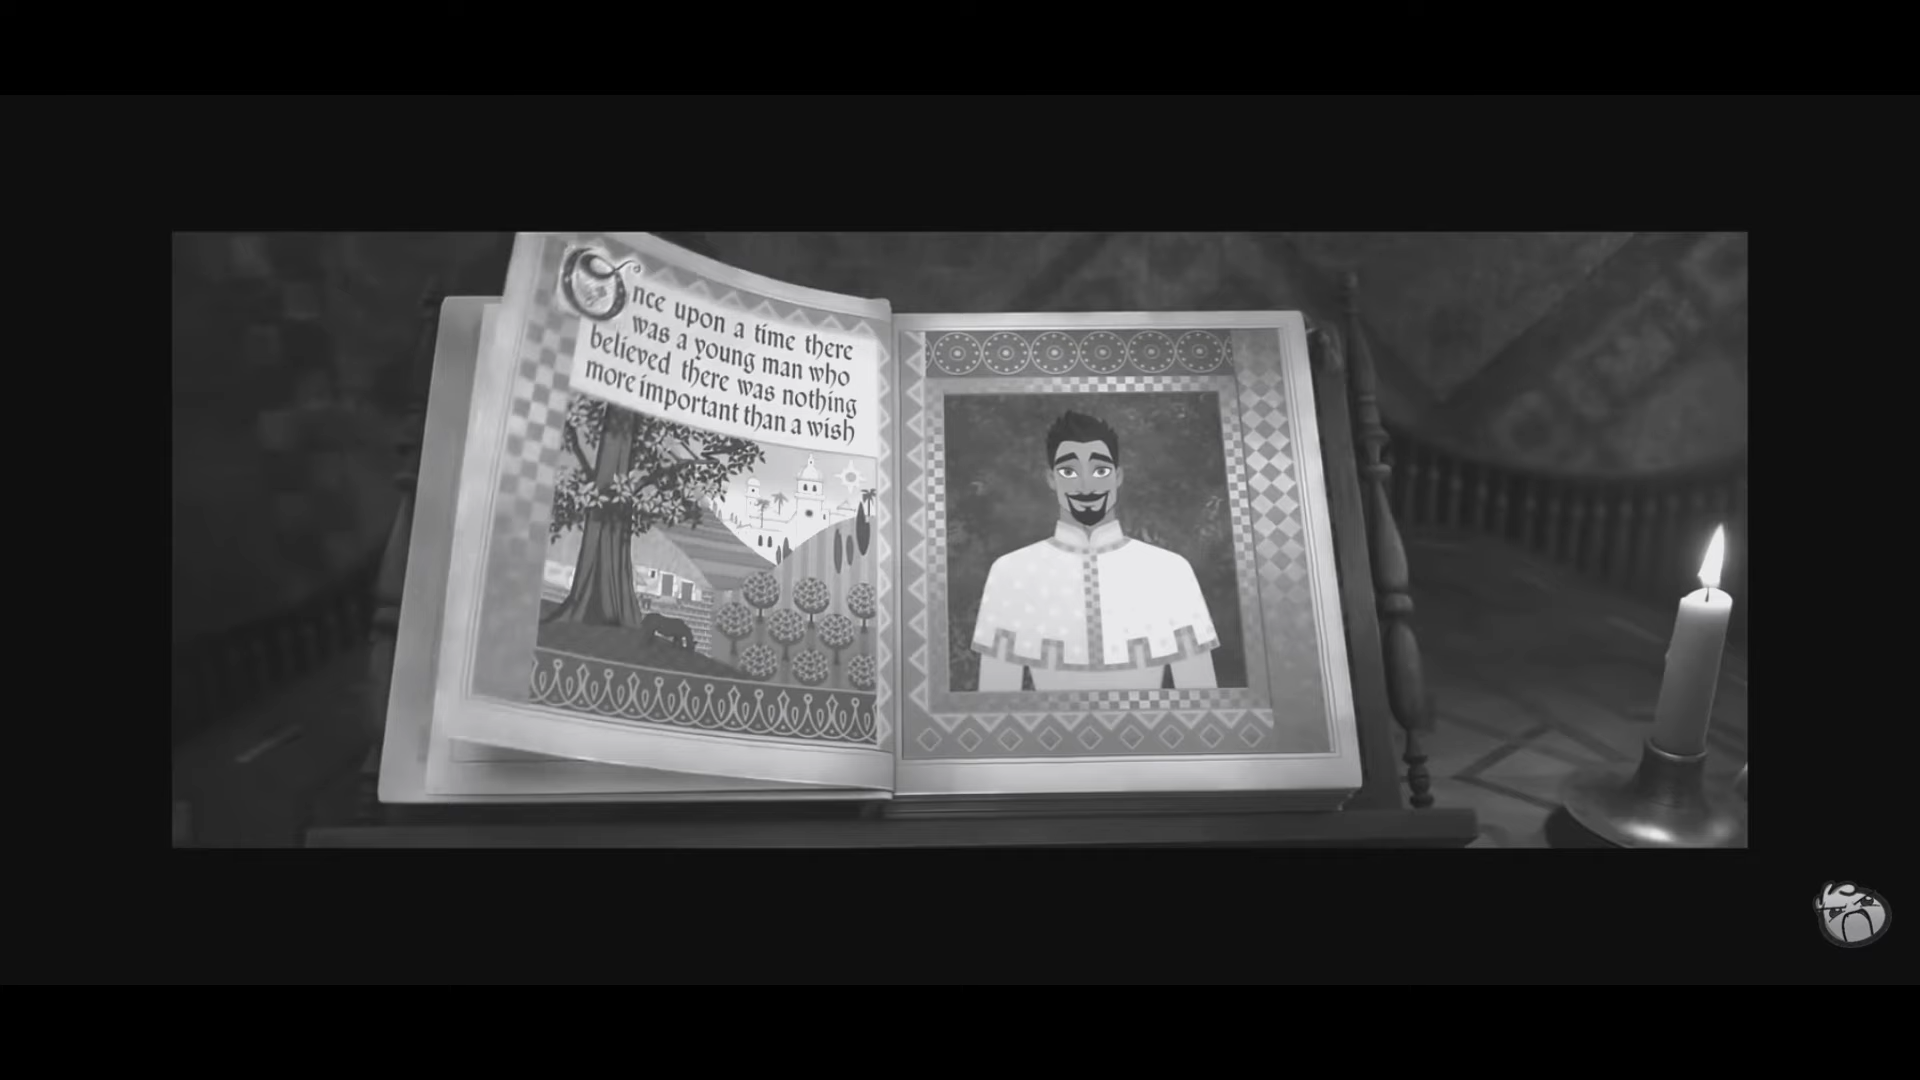 Once upon a time there
was a young man who
believed there was nothing
more important than a wish